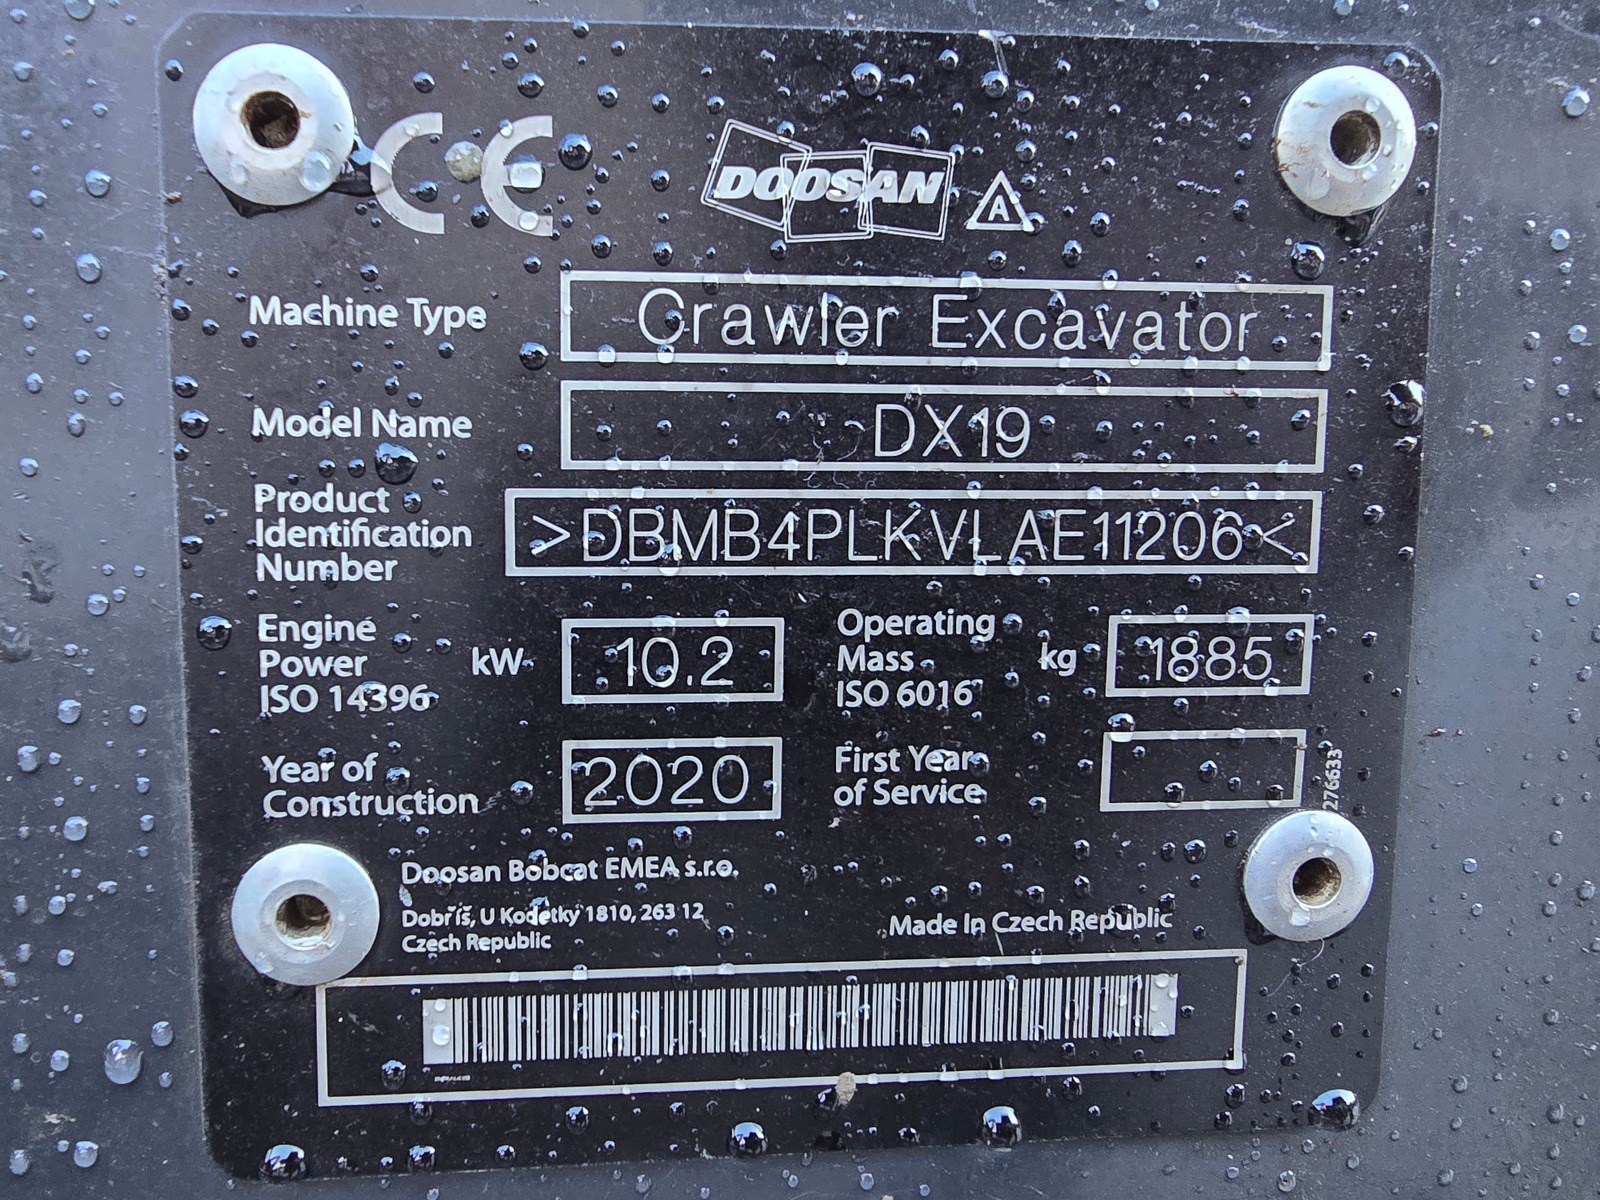 CE
DOOSAN A
Machine Type Crawler Excavator
Model Name DX19
Product
Identification
Number >DBMB4PLKVLAE11206<
Engine
Power kW 10.2
ISO 14396
Operating
Mass kg 1885
ISO 6016
Year of
Construction 2020
First Year
of Service
276633
Doosan Bobcat EMEA s.r.o.
Dobříš, U Kodetky 1810, 263 12
Czech Republic
Made In Czech Republic